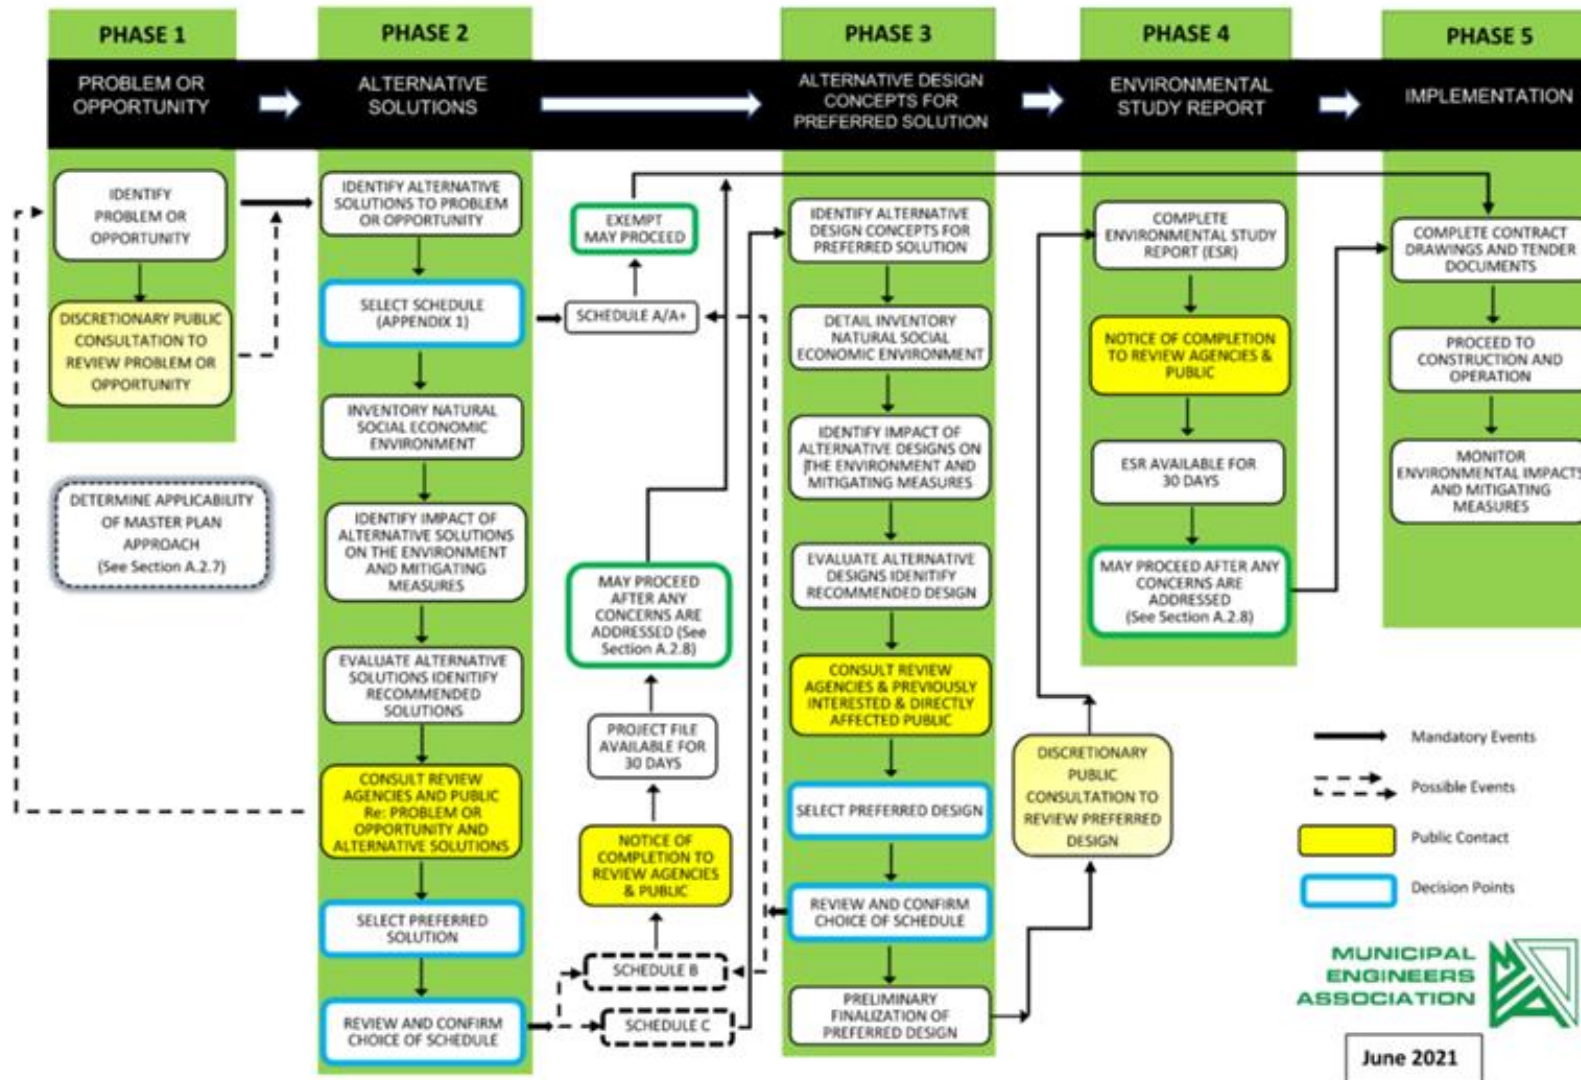 PHASE 1
PROBLEM OR
OPPORTUNITY
IDENTIFY
PROBLEM OR
OPPORTUNITY
DISCRETIONARY PUBLIC
CONSULTATION TO
REVIEW PROBLEM OR
OPPORTUNITY
DETERMINE APPLICABILITY
OF MASTER PLAN
APPROACH
(See Section A.2.7)
PHASE 2
ALTERNATIVE
SOLUTIONS
IDENTIFY ALTERNATIVE
SOLUTIONS TO PROBLEM
OR OPPORTUNITY
SELECT SCHEDULE
(APPENDIX 1)
INVENTORY NATURAL
SOCIAL ECONOMIC
ENVIRONMENT
IDENTIFY IMPACT OF
ALTERNATIVE SOLUTIONS
ON THE ENVIRONMENT
AND MITIGATING
MEASURES
EVALUATE ALTERNATIVE
SOLUTIONS IDENITIFY
RECOMMENDED
SOLUTIONS
CONSULT REVIEW
AGENCIES AND PUBLIC
Re: PROBLEM OR
OPPORTUNITY AND
ALTERNATIVE SOLUTIONS
SELECT PREFERRED
SOLUTION
REVIEW AND CONFIRM
CHOICE OF SCHEDULE
EXEMPT
MAY PROCEED
SCHEDULE A/A+
MAY PROCEED
AFTER ANY
CONCERNS ARE
ADDRESSED (See
Section A.2.8)
PROJECT FILE
AVAILABLE FOR
30 DAYS
NOTICE OF
COMPLETION TO
REVIEW AGENCIES
& PUBLIC
SCHEDULE B
SCHEDULE C
PHASE 3
ALTERNATIVE DESIGN
CONCEPTS FOR
PREFERRED SOLUTION
IDENTIFY ALTERNATIVE
DESIGN CONCEPTS FOR
PREFERRED SOLUTION
DETAIL INVENTORY
NATURAL SOCIAL
ECONOMIC ENVIRONMENT
IDENTIFY IMPACT OF
ALTERNATIVE DESIGNS ON
THE ENVIRONMENT AND
MITIGATING MEASURES
EVALUATE ALTERNATIVE
DESIGNS IDENITIFY
RECOMMENDED DESIGN
CONSULT REVIEW
AGENCIES & PREVIOUSLY
INTERESTED & DIRECTLY
AFFECTED PUBLIC
SELECT PREFERRED DESIGN
REVIEW AND CONFIRM
CHOICE OF SCHEDULE
PRELIMINARY
FINALIZATION OF
PREFERRED DESIGN
DISCRETIONARY
PUBLIC
CONSULTATION TO
REVIEW PREFERRED
DESIGN
PHASE 4
ENVIRONMENTAL
STUDY REPORT
COMPLETE
ENVIRONMENTAL STUDY
REPORT (ESR)
NOTICE OF COMPLETION
TO REVIEW AGENCIES &
PUBLIC
ESR AVAILABLE FOR
30 DAYS
MAY PROCEED AFTER ANY
CONCERNS ARE
ADDRESSED
(See Section A.2.8)
PHASE 5
IMPLEMENTATION
COMPLETE CONTRACT
DRAWINGS AND TENDER
DOCUMENTS
PROCEED TO
CONSTRUCTION AND
OPERATION
MONITOR
ENVIRONMENTAL IMPACTS
AND MITIGATING
MEASURES
Mandatory Events
Possible Events
Public Contact
Decision Points
MUNICIPAL
ENGINEERS
ASSOCIATION
June 2021